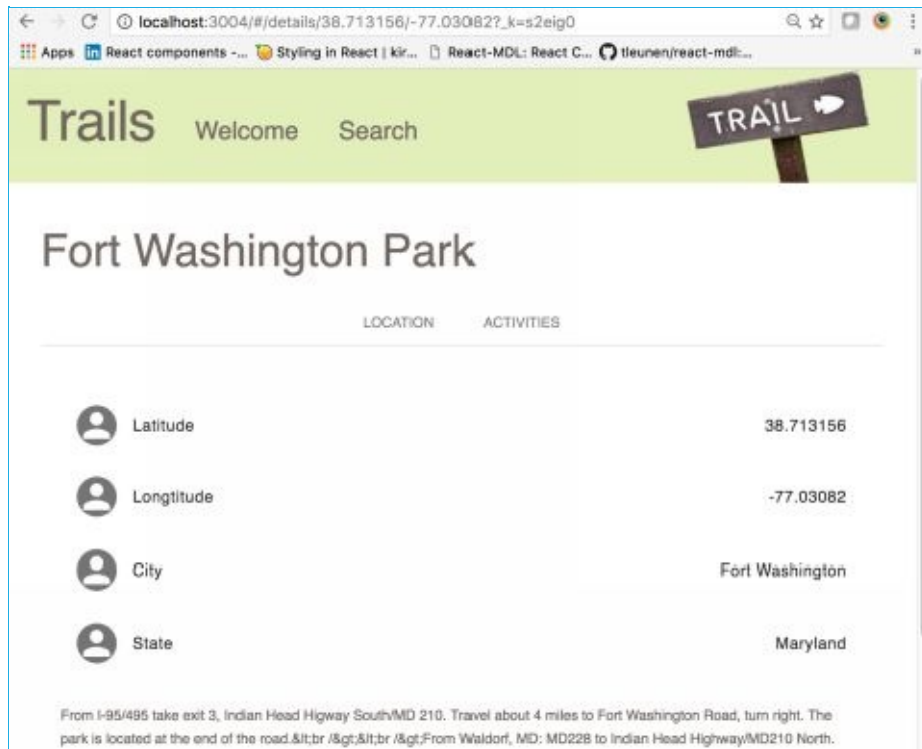 localhost:3004/#/details/38.713156/-77.03082?_k=s2eig0
Apps React components -... Styling in React | kir... React-MDL: React C... tleunen/react-mdl:...
Trails Welcome Search
TRAIL
Fort Washington Park
LOCATION ACTIVITIES
Latitude 38.713156
Longtitude -77.03082
City Fort Washington
State Maryland
From I-95/495 take exit 3, Indian Head Higway South/MD 210. Travel about 4 miles to Fort Washington Road, turn right. The
park is located at the end of the road.&lt;br /&gt;&lt;br /&gt;From Waldorf, MD: MD228 to Indian Head Highway/MD210 North.